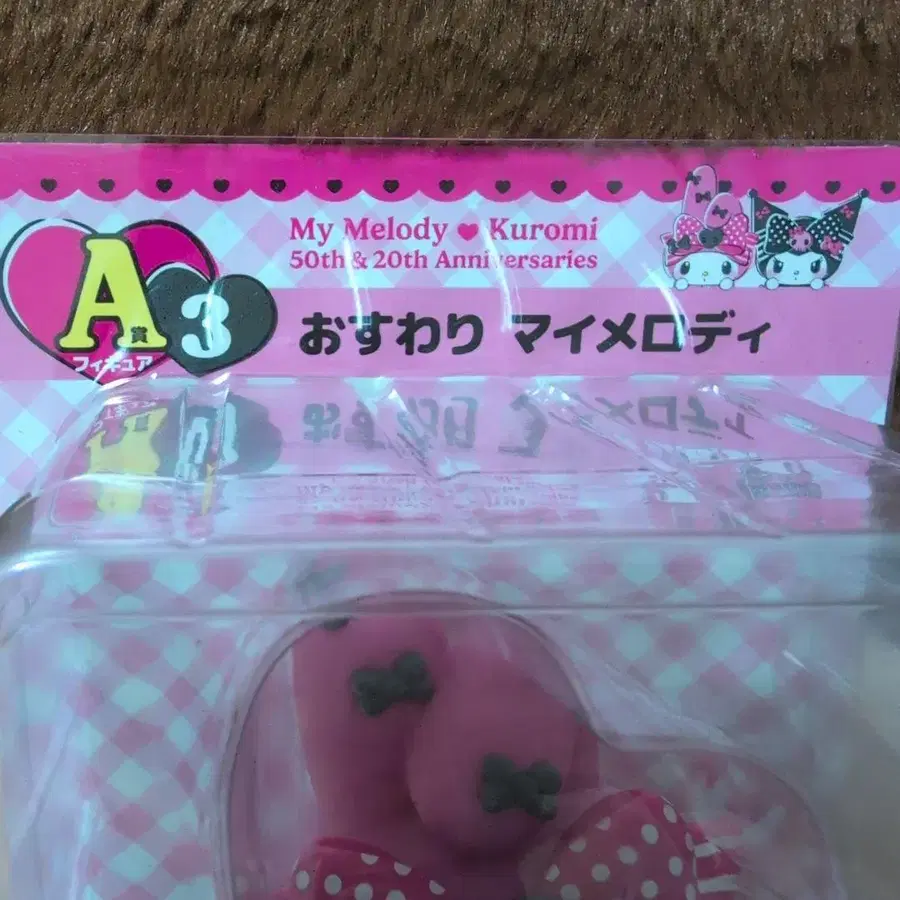 My Melody ♥ Kuromi
50th & 20th Anniversaries
A賞
フィギュア
3
おすわり マイメロディ